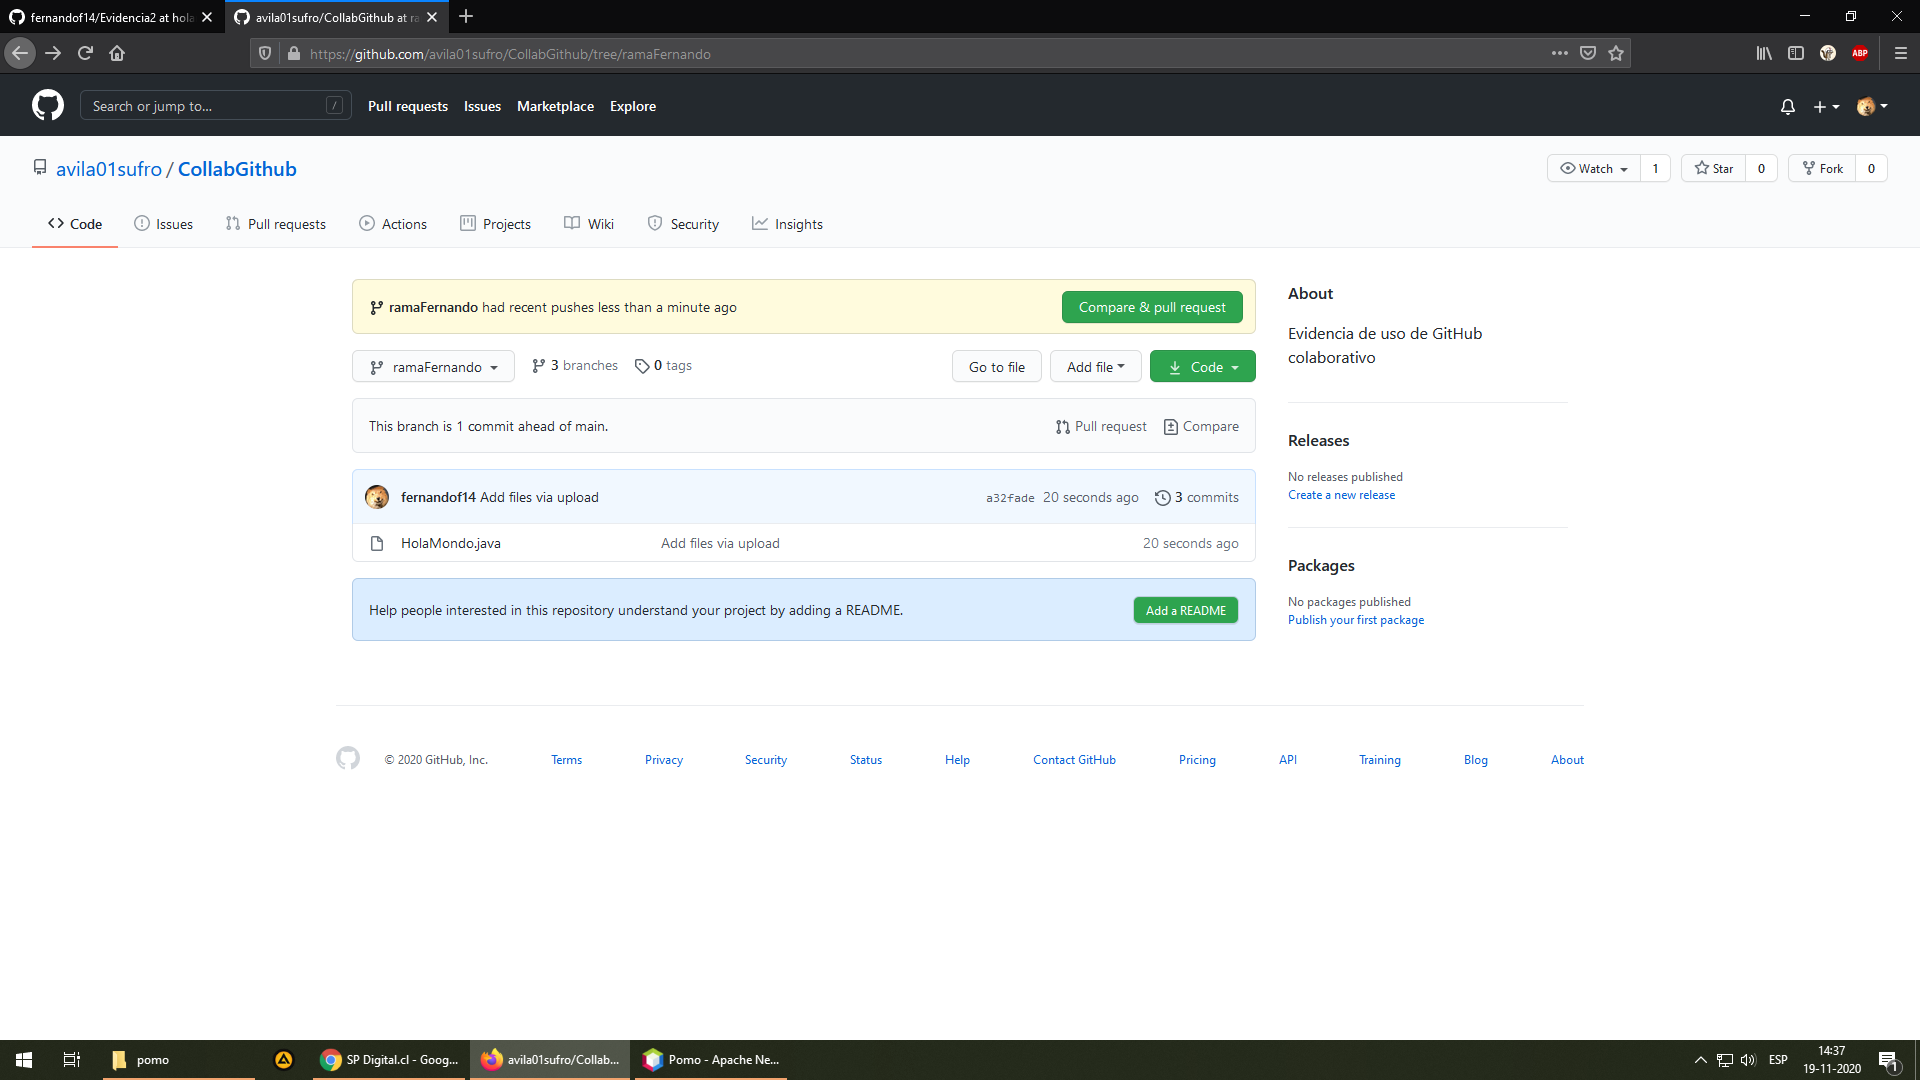 fernandof14/Evidencia2 at hola
avila01sufro/CollabGithub at ra
https://github.com/avila01sufro/CollabGithub/tree/ramaFernando
ABP
Search or jump to... /
Pull requests Issues Marketplace Explore
avila01sufro / CollabGithub
Watch 1 Star 0 Fork 0
Code Issues Pull requests Actions Projects Wiki Security Insights
ramaFernando had recent pushes less than a minute ago
Compare & pull request
ramaFernando 3 branches 0 tags
Go to file Add file Code
This branch is 1 commit ahead of main.
Pull request Compare
fernandof14 Add files via upload a32fade 20 seconds ago 3 commits
HolaMondo.java Add files via upload 20 seconds ago
Help people interested in this repository understand your project by adding a README.
Add a README
About
Evidencia de uso de GitHub
colaborativo
Releases
No releases published
Create a new release
Packages
No packages published
Publish your first package
© 2020 GitHub, Inc. Terms Privacy Security Status Help Contact GitHub Pricing API Training Blog About
pomo
SP Digital.cl - Goog...
avila01sufro/Collab...
Pomo - Apache Ne...
ESP
14:37
19-11-2020
1